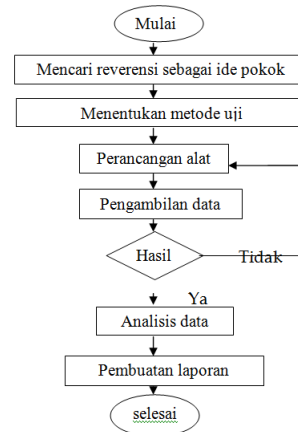 Mulai
Mencari reverensi sebagai ide pokok
Menentukan metode uji
Perancangan alat
Pengambilan data
Hasil
Tidak
Ya
Analisis data
Pembuatan laporan
selesai